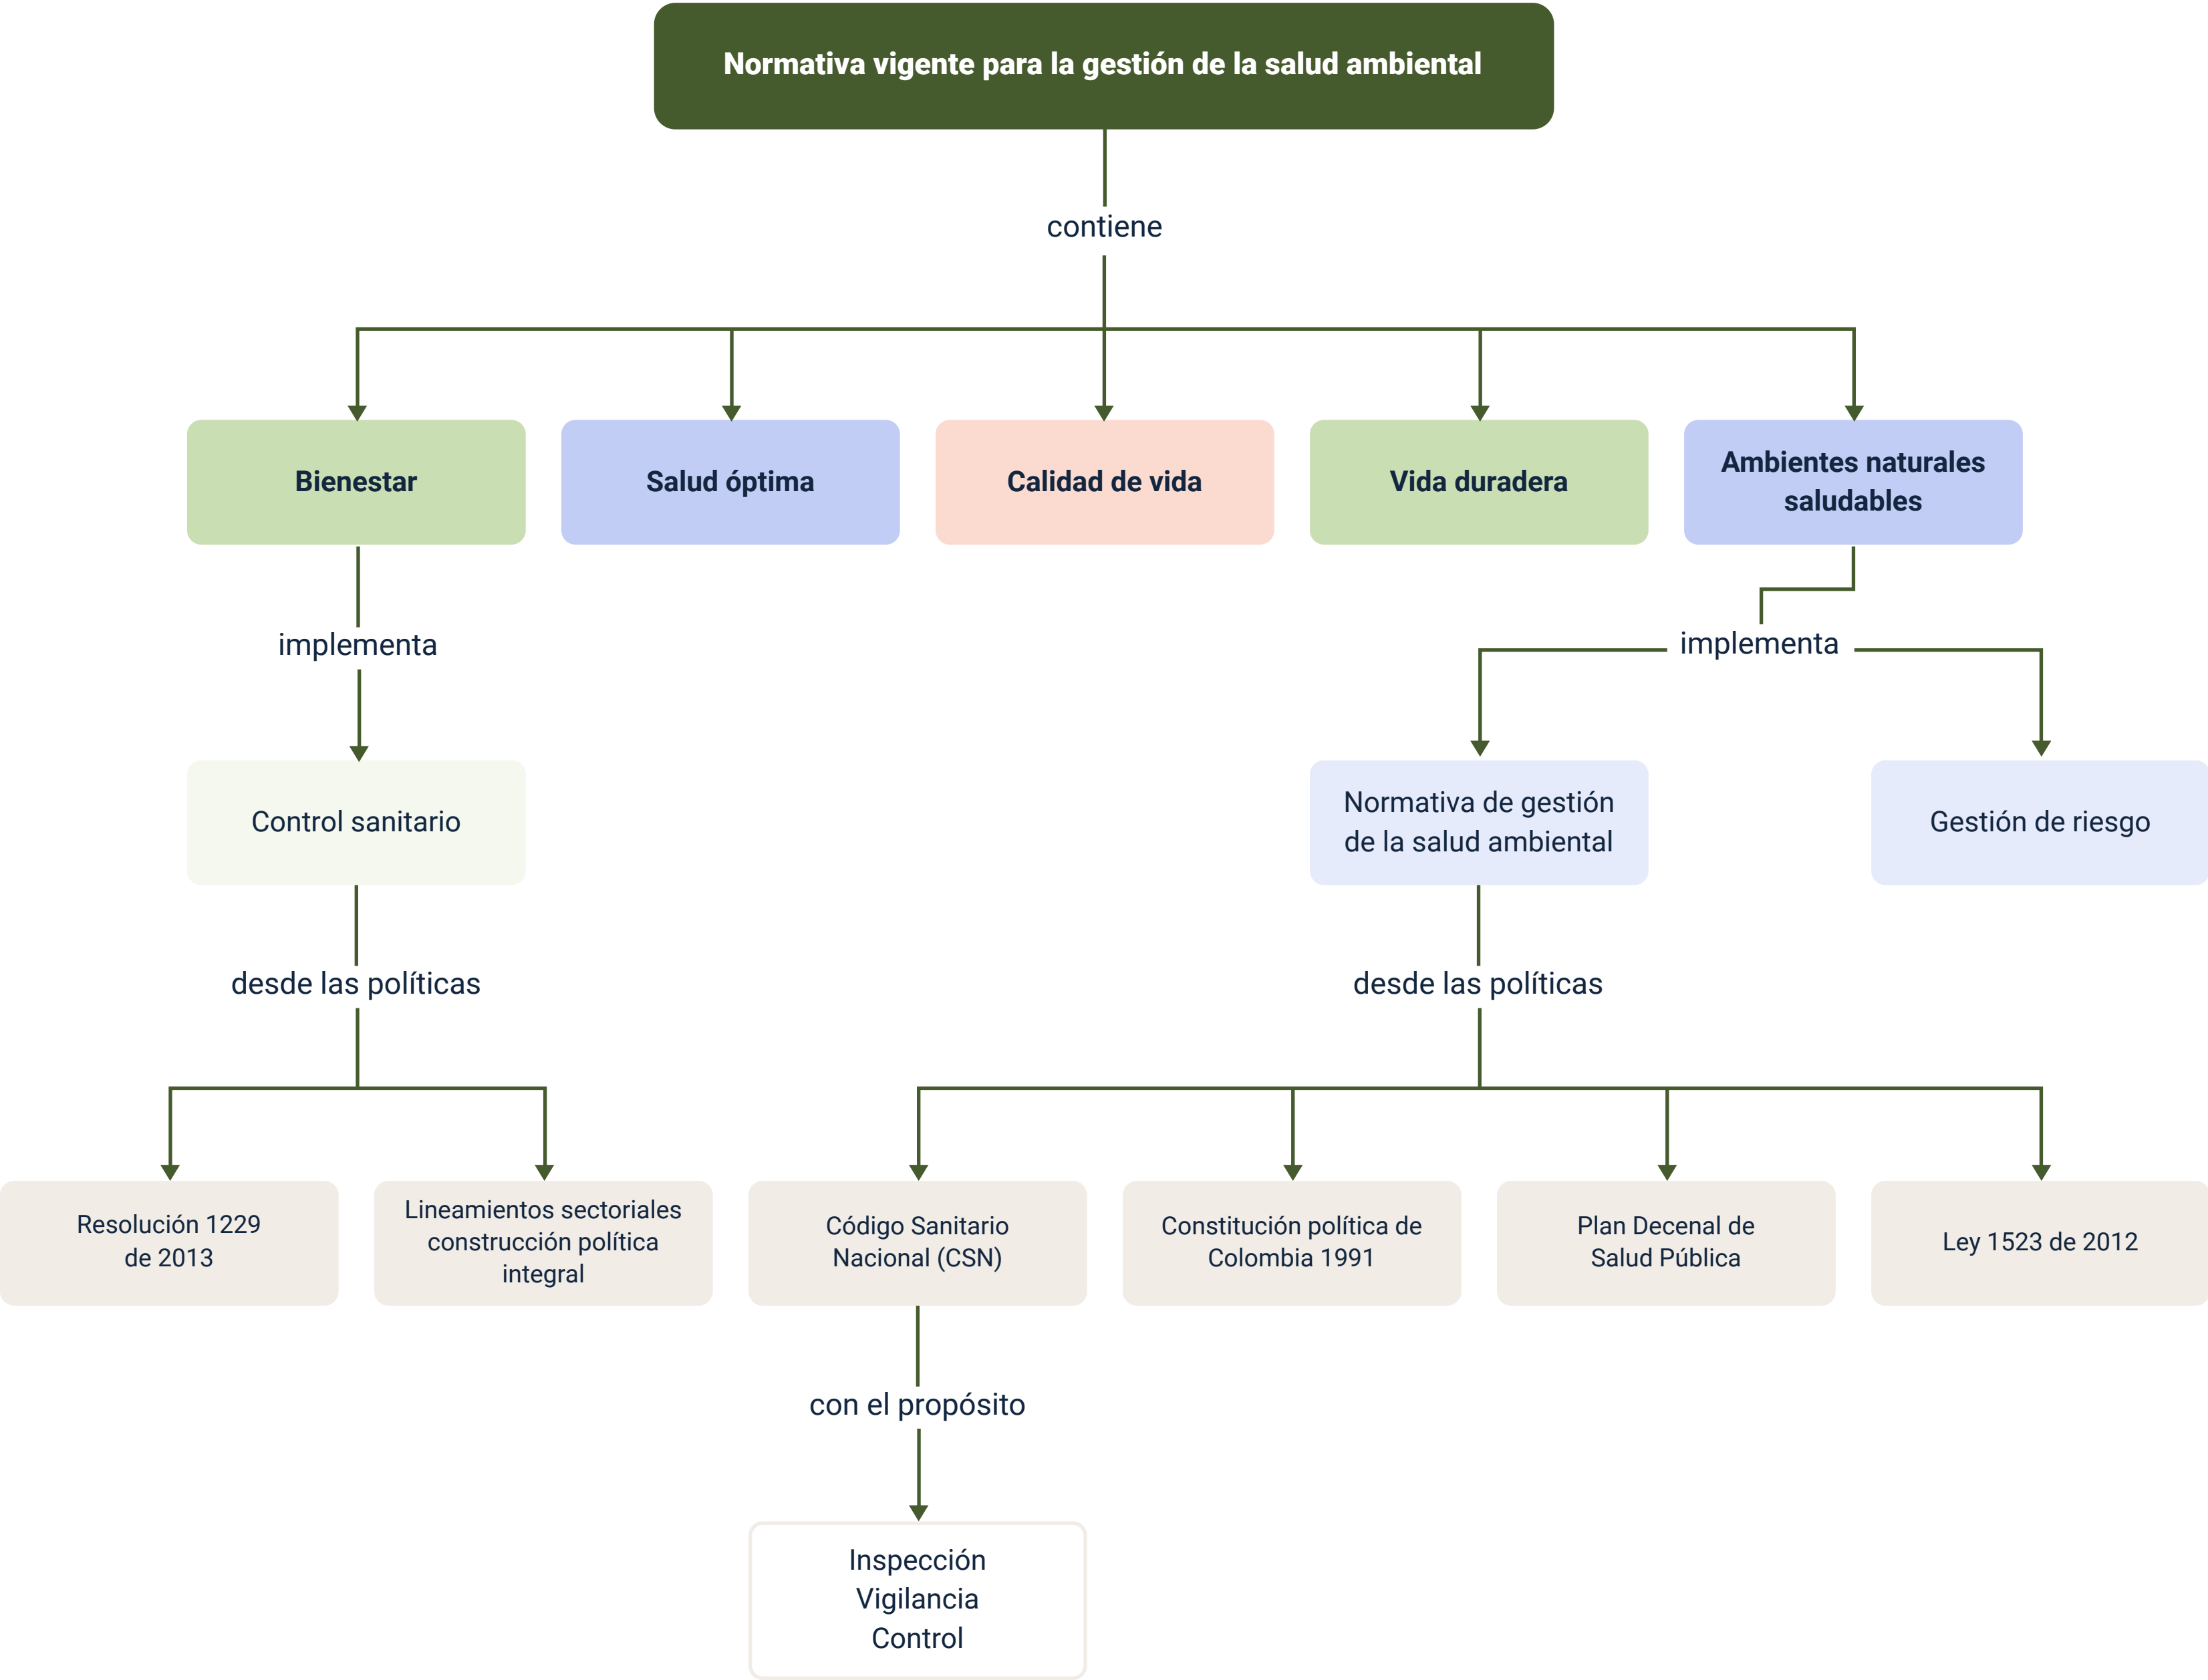 Normativa vigente para la gestión de la salud ambiental
contiene
Bienestar
Salud óptima
Calidad de vida
Vida duradera
Ambientes naturales
saludables
implementa
implementa
Control sanitario
Normativa de gestión
de la salud ambiental
Gestión de riesgo
desde las políticas
desde las políticas
Resolución 1229
de 2013
Lineamientos sectoriales
construcción política
integral
Código Sanitario
Nacional (CSN)
Constitución política de
Colombia 1991
Plan Decenal de
Salud Pública
Ley 1523 de 2012
con el propósito
Inspección
Vigilancia
Control